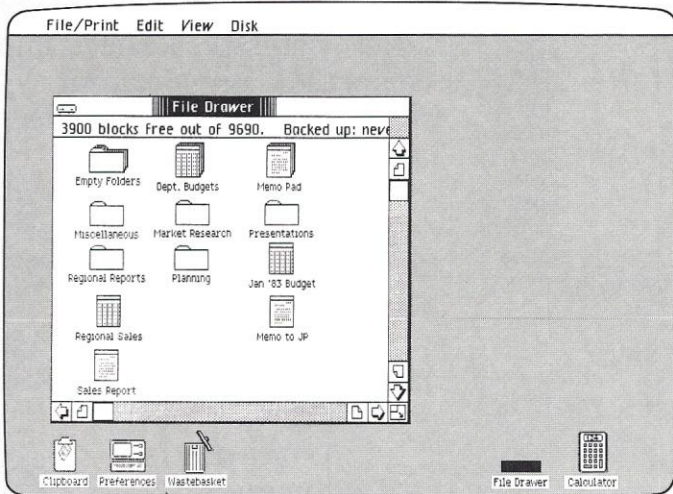 File/Print Edit View Disk
File Drawer
3900 blocks free out of 9690. Backed up: neve
Empty Folders Dept. Budgets Memo Pad
Miscellaneous Market Research Presentations
Regional Reports Planning Jan '83 Budget
Regional Sales Memo to JP
Sales Report
Clipboard Preferences Wastebasket File Drawer Calculator